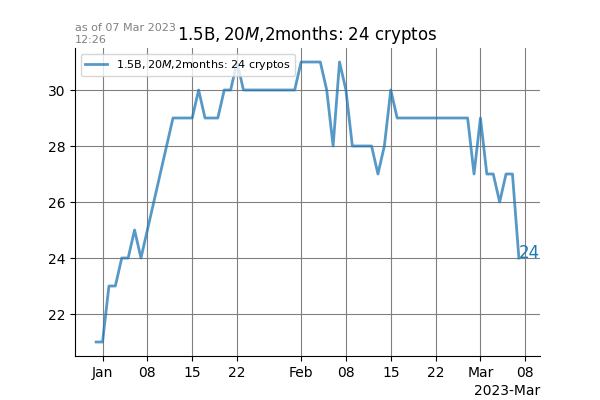 as of 07 Mar 2023
12:26
1.5B, 20M,2months: 24 cryptos
1.5B, 20M,2months: 24 cryptos
30
28
26
24
22
24
Jan 08 15 22 Feb 08 15 22 Mar 08
2023-Mar